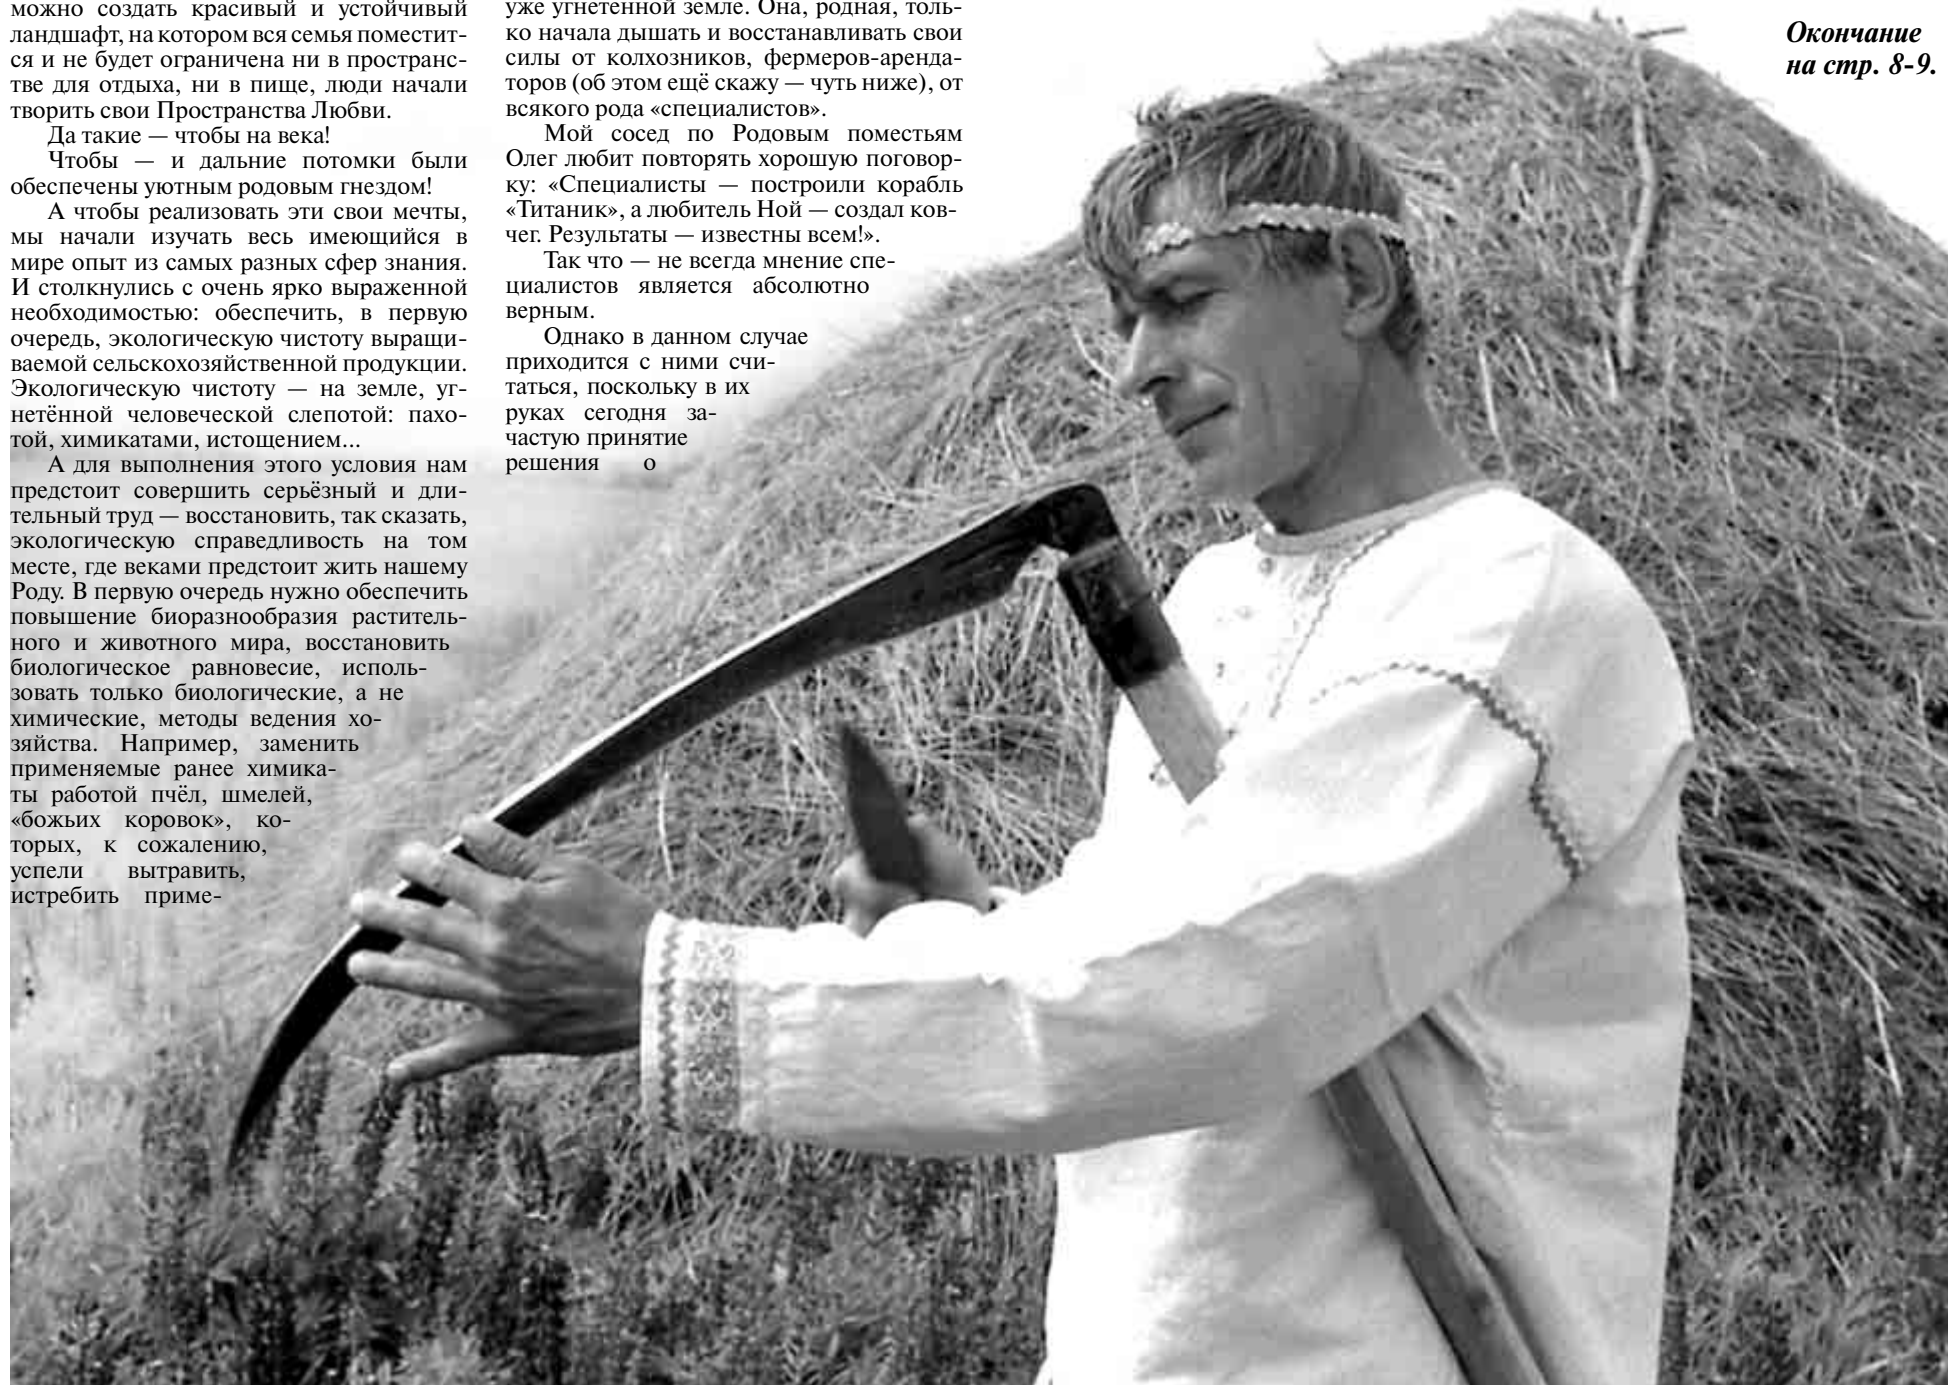 можно создать красивый и устойчивый
ландшафт, на котором вся семья поместит-
ся и не будет ограничена ни в пространс-
тве для отдыха, ни в пище, люди начали
творить свои Пространства Любви.
Да такие — чтобы на века!
Чтобы — и дальние потомки были
обеспечены уютным родовым гнездом!
А чтобы реализовать эти свои мечты,
мы начали изучать весь имеющийся в
мире опыт из самых разных сфер знания.
И столкнулись с очень ярко выраженной
необходимостью: обеспечить, в первую
очередь, экологическую чистоту выращи-
ваемой сельскохозяйственной продукции.
Экологическую чистоту — на земле, уг-
нетённой человеческой слепотой: пахо-
той, химикатами, истощением...
А для выполнения этого условия нам
предстоит совершить серьёзный и дли-
тельный труд — восстановить, так сказать,
экологическую справедливость на том
месте, где веками предстоит жить нашему
Роду. В первую очередь нужно обеспечить
повышение биоразнообразия раститель-
ного и животного мира, восстановить
биологическое равновесие, исполь-
зовать только биологические, а не
химические, методы ведения хо-
зяйства. Например, заменить
применяемые ранее химика-
ты работой пчёл, шмелей,
«божьих коровок», ко-
торых, к сожалению,
успели вытравить,
истребить приме-
уже угнетённой земле. Она, родная, толь-
ко начала дышать и восстанавливать свои
силы от колхозников, фермеров-аренда-
торов (об этом ещё скажу — чуть ниже), от
всякого рода «специалистов».
Мой сосед по Родовым поместьям
Олег любит повторять хорошую поговор-
ку: «Специалисты — построили корабль
«Титаник», а любитель Ной — создал ков-
чег. Результаты — известны всем!».
Так что — не всегда мнение спе-
циалистов является абсолютно
верным.
Однако в данном случае
приходится с ними счи-
таться, поскольку в их
руках сегодня за-
частую принятие
решения о
Окончание
на стр. 8-9.